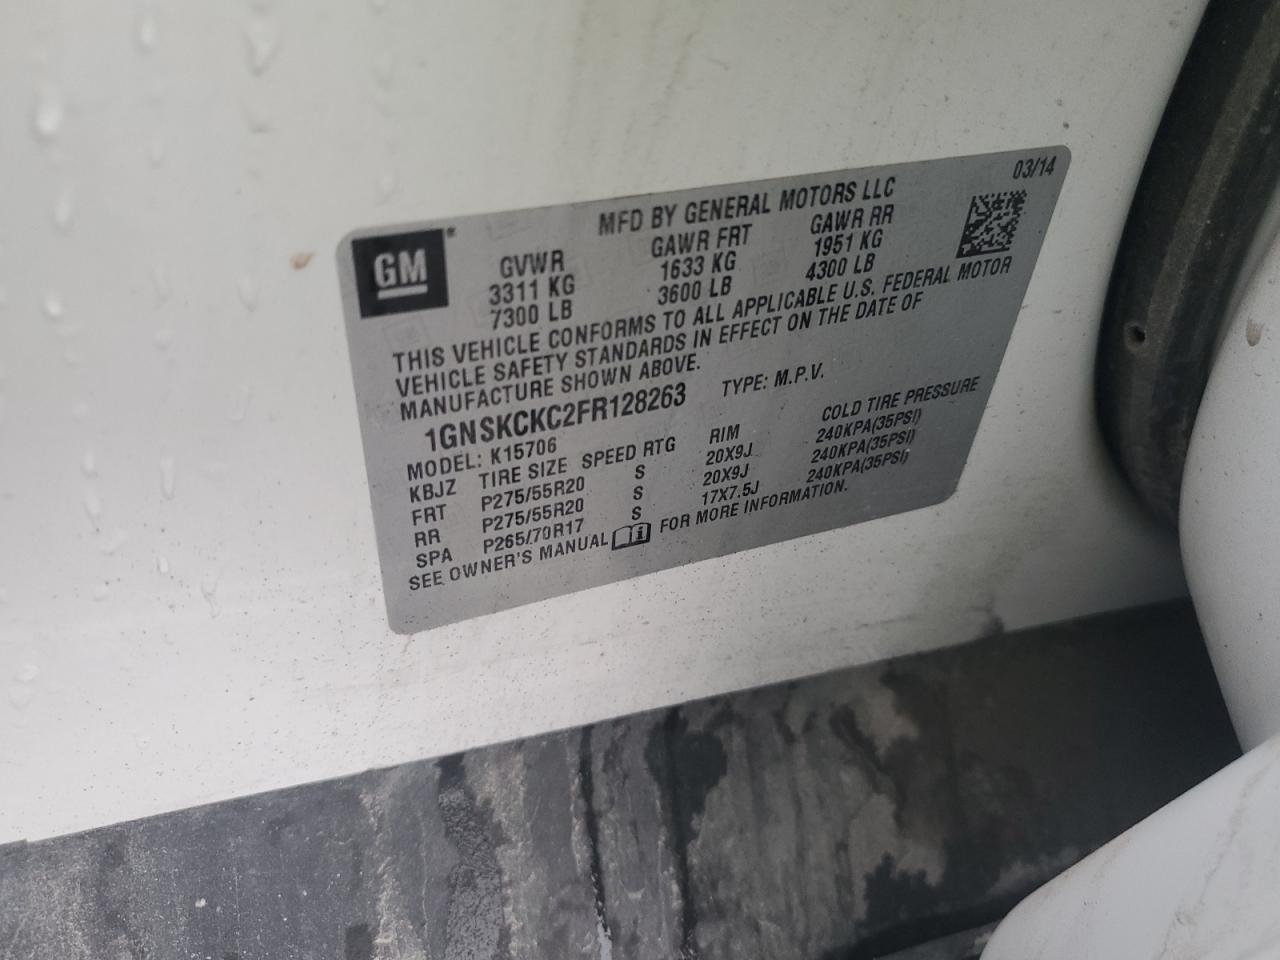 03/14
MFD BY GENERAL MOTORS LLC
GM®
GVWR GAWR FRT GAWR RR
3311 KG 1633 KG 1951 KG
7300 LB 3600 LB 4300 LB
THIS VEHICLE CONFORMS TO ALL APPLICABLE U.S. FEDERAL MOTOR
VEHICLE SAFETY STANDARDS IN EFFECT ON THE DATE OF
MANUFACTURE SHOWN ABOVE.
1GNSKCKC2FR128263 TYPE: M.P.V.
MODEL: K15706
KBJZ TIRE SIZE SPEED RTG RIM COLD TIRE PRESSURE
FRT P275/55R20 S 20X9J 240KPA(35PSI)
RR P275/55R20 S 20X9J 240KPA(35PSI)
SPA P265/70R17 S 17X7.5J 240KPA(35PSI)
SEE OWNER'S MANUAL FOR MORE INFORMATION.